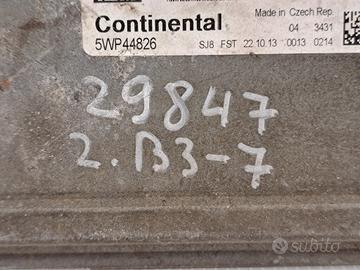 Continental
Made in Czech Rep.
04 3431
5WP44826
SJ8 FST 22.10.13 0013 0214
29847
2.B3-7
subito